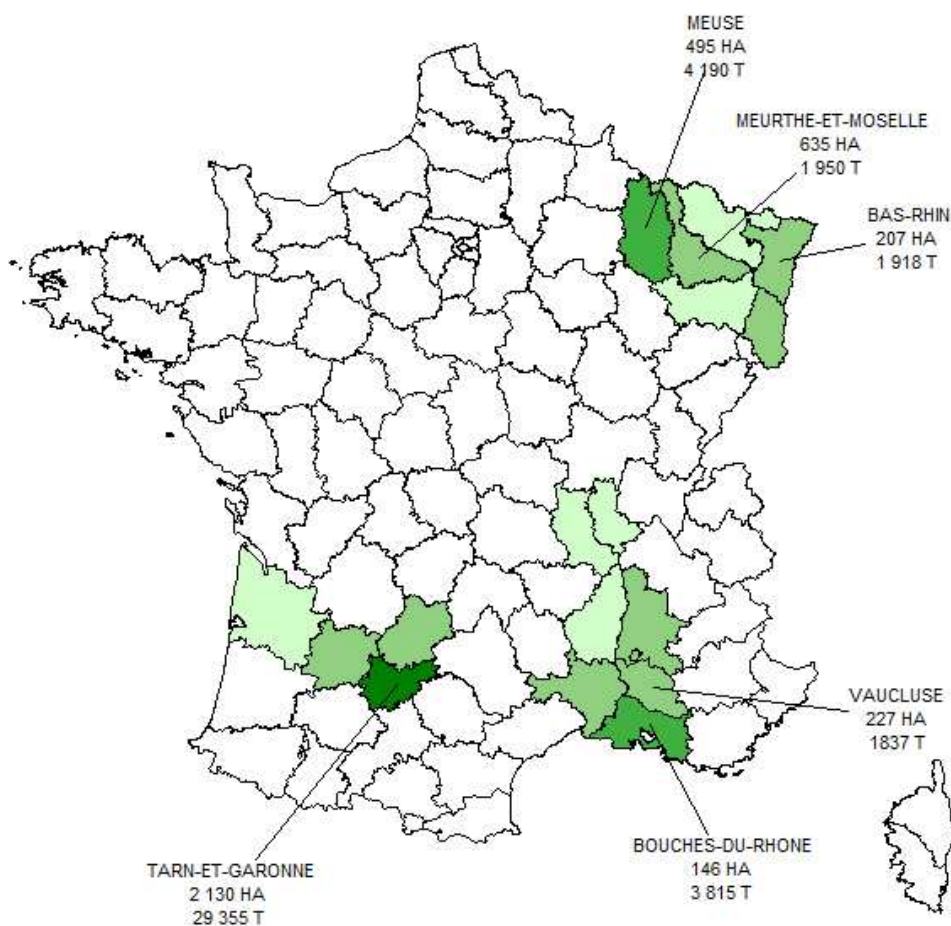 MEUSE
495 HA
4 190 T
MEURTHE-ET-MOSELLE
635 HA
1 950 T
BAS-RHIN
207 HA
1 918 T
VAUCLUSE
227 HA
1837 T
BOUCHES-DU-RHONE
146 HA
3 815 T
TARN-ET-GARONNE
2 130 HA
29 355 T